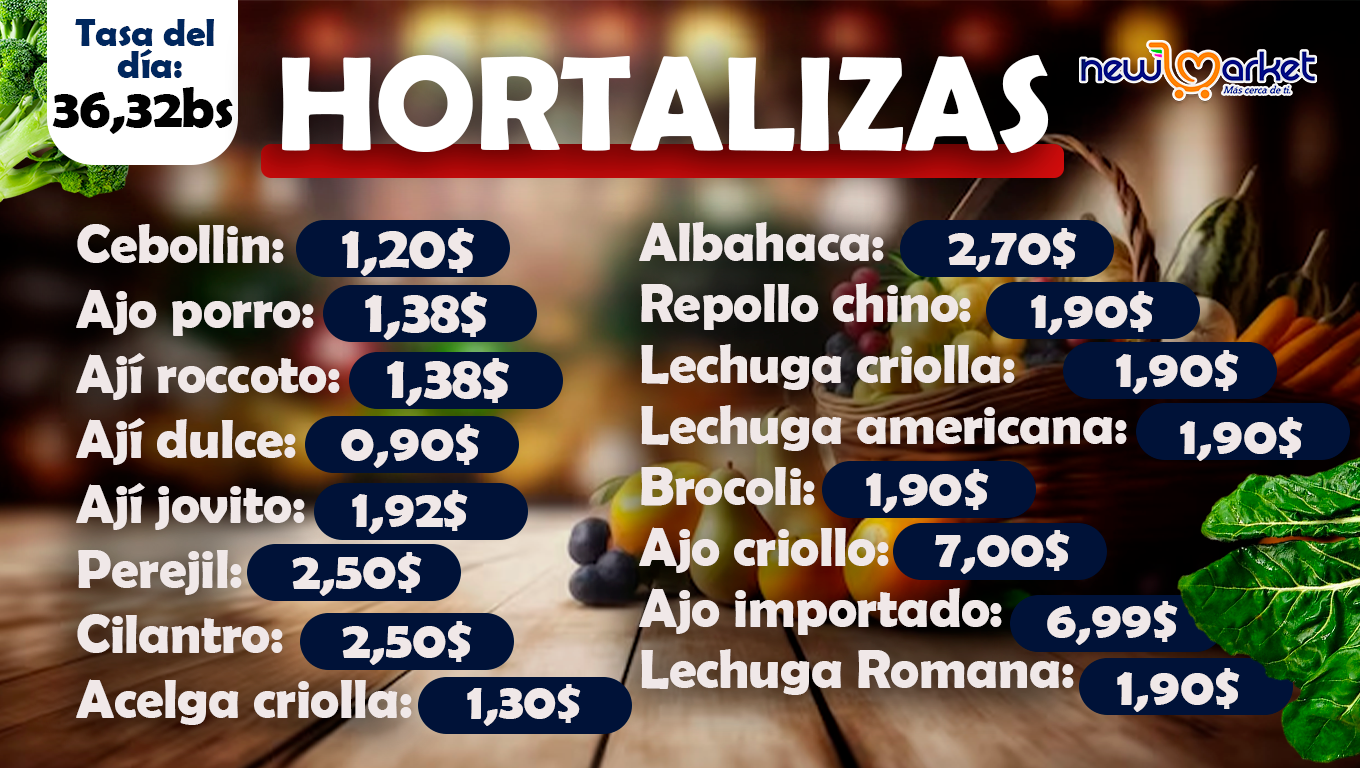 Tasa del
día:
36,32bs
HORTALIZAS
new market
Más cerca de ti.
Cebollin: 1,20$
Ajo porro: 1,38$
Ají roccoto: 1,38$
Ají dulce: 0,90$
Ají jovito: 1,92$
Perejil: 2,50$
Cilantro: 2,50$
Acelga criolla: 1,30$
Albahaca: 2,70$
Repollo chino: 1,90$
Lechuga criolla: 1,90$
Lechuga americana: 1,90$
Brocoli: 1,90$
Ajo criollo: 7,00$
Ajo importado: 6,99$
Lechuga Romana: 1,90$